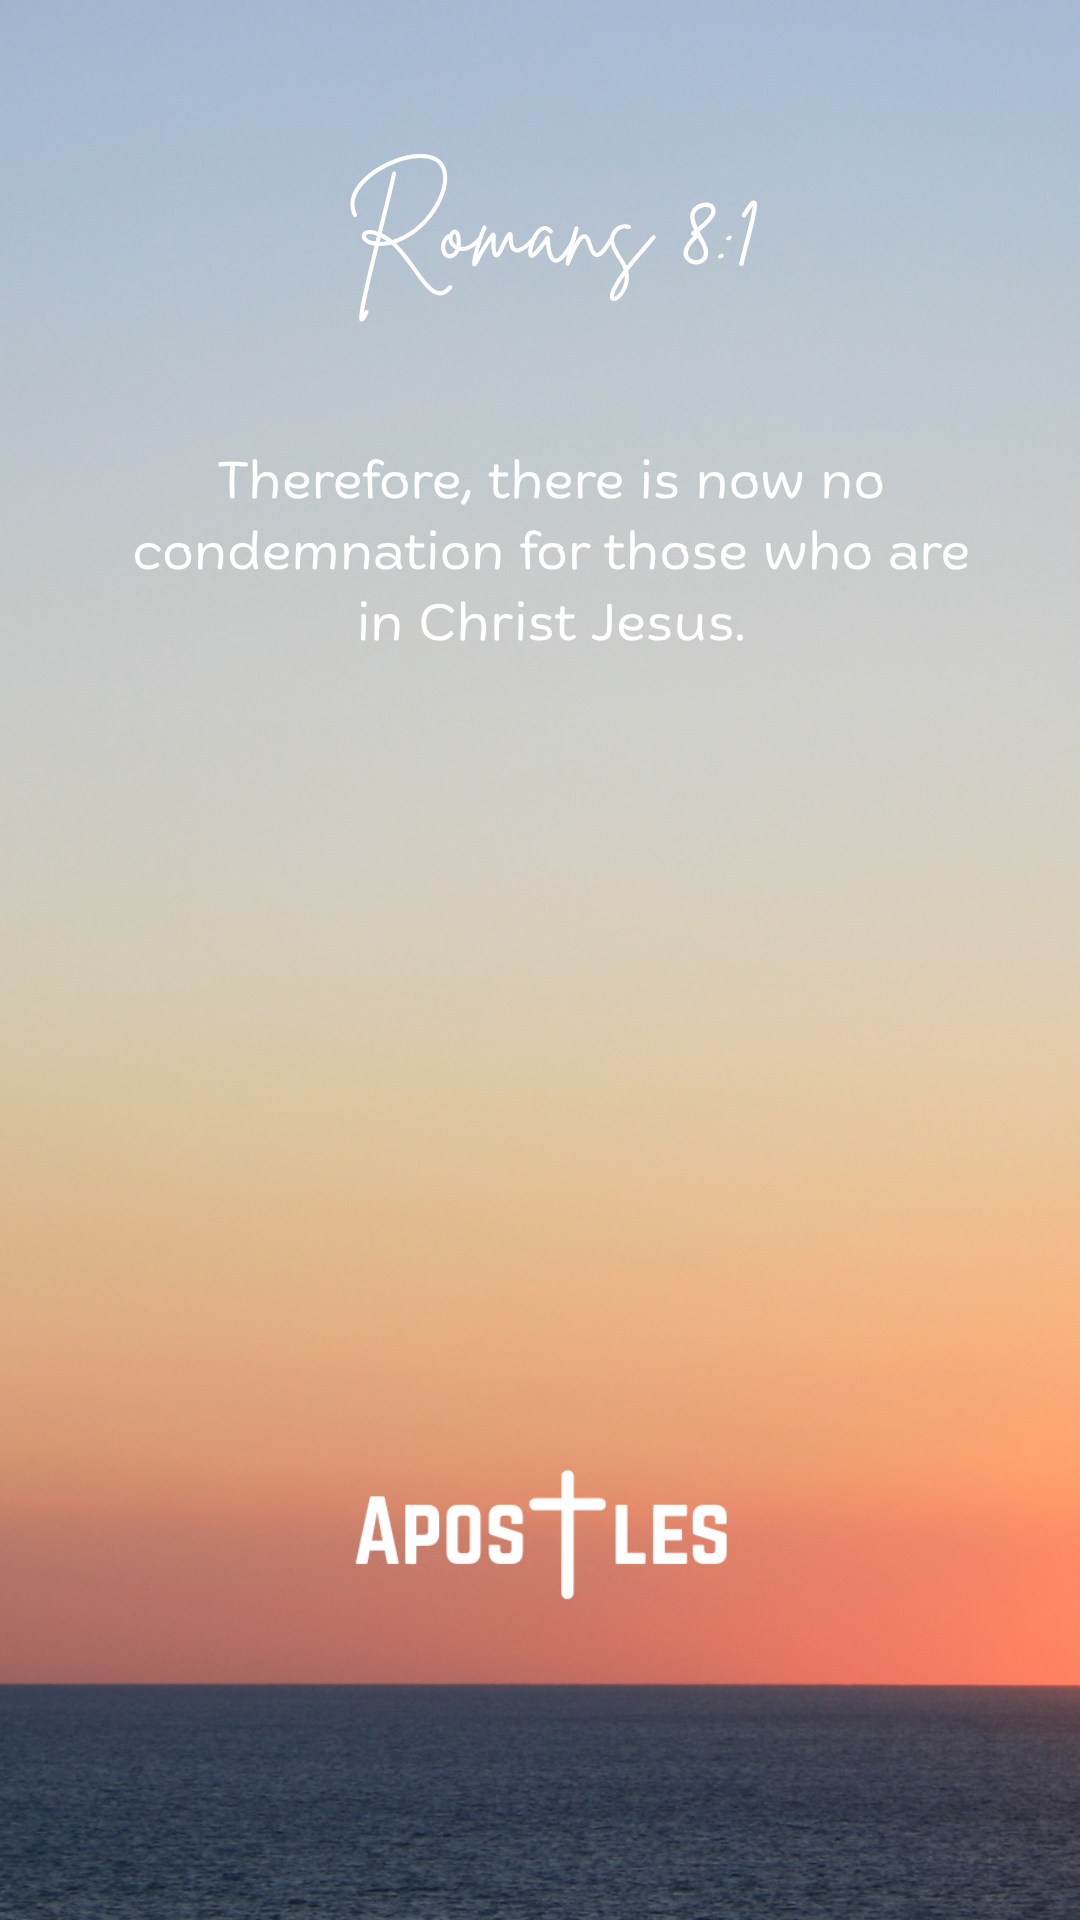 Romans 8:1
Therefore, there is now no
condemnation for those who are
in Christ Jesus.
APOSTLES